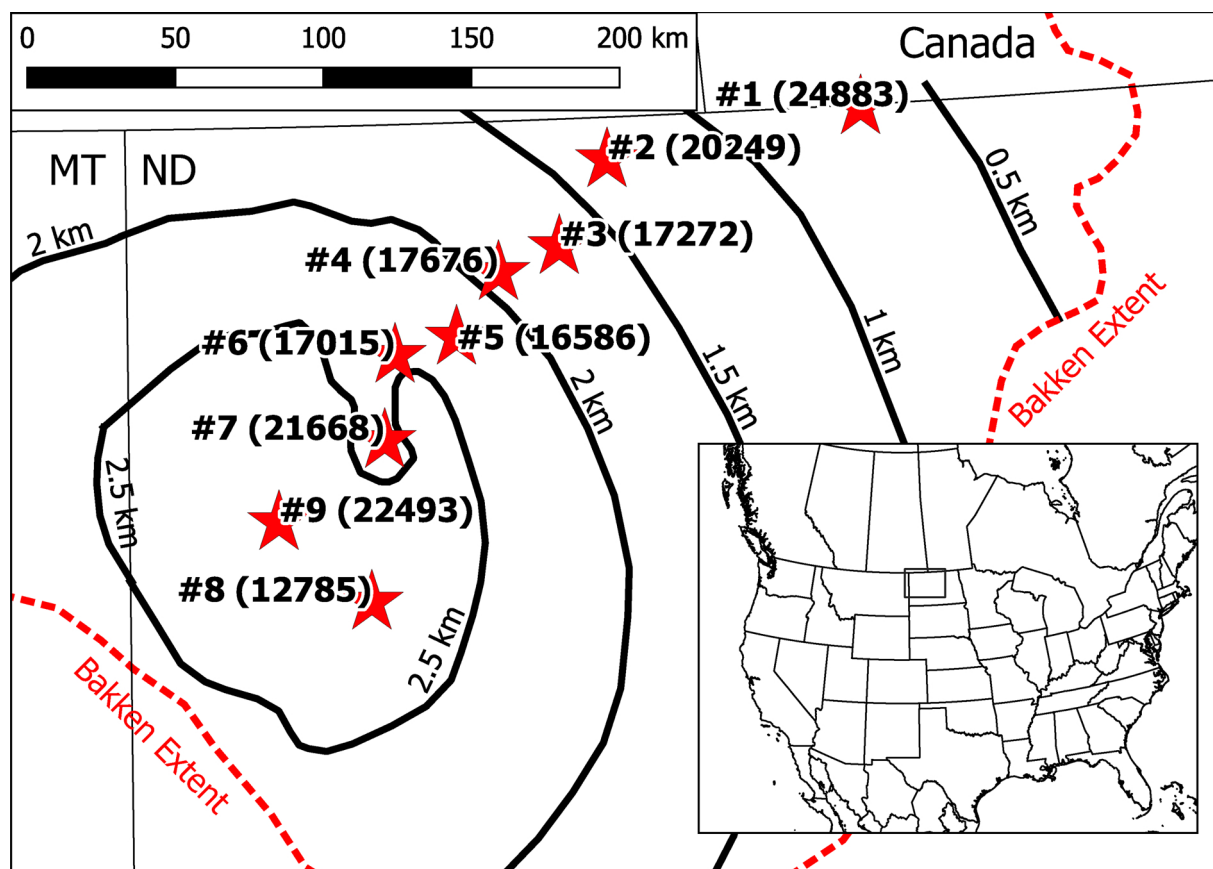 0 50 100 150 200 km
Canada
#1 (24883)
#2 (20249)
MT ND
0.5 km
2 km
#3 (17272)
#4 (17676)
Bakken Extent
#5 (16586)
#6 (17015)
1 km
1.5 km
2 km
#7 (21668)
2.5 km
#9 (22493)
#8 (12785)
2.5 km
Bakken Extent